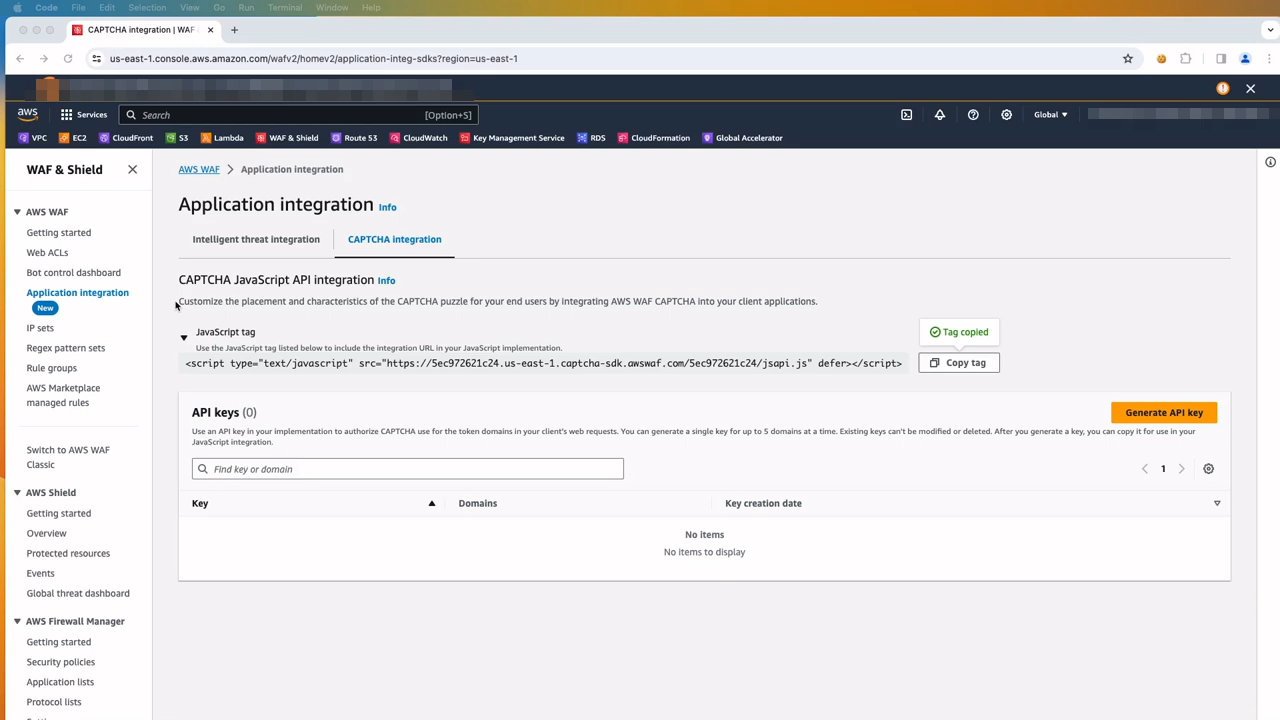 Code File Edit Selection View Go Run Terminal Window Help
CAPTCHA integration | WAF
us-east-1.console.aws.amazon.com/wafv2/homev2/application-integ-sdks?region=us-east-1
aws Services Search [Option+S] Global
VPC EC2 CloudFront S3 Lambda WAF & Shield Route 53 CloudWatch Key Management Service RDS CloudFormation Global Accelerator
WAF & Shield
AWS WAF
Getting started
Web ACLs
Bot control dashboard
Application integration
New
IP sets
Regex pattern sets
Rule groups
AWS Marketplace
managed rules
Switch to AWS WAF
Classic
AWS Shield
Getting started
Overview
Protected resources
Events
Global threat dashboard
AWS Firewall Manager
Getting started
Security policies
Application lists
Protocol lists
AWS WAF Application integration
Application integration Info
Intelligent threat integration CAPTCHA integration
CAPTCHA JavaScript API integration Info
Customize the placement and characteristics of the CAPTCHA puzzle for your end users by integrating AWS WAF CAPTCHA into your client applications.
JavaScript tag
Use the JavaScript tag listed below to include the integration URL in your JavaScript implementation.
Tag copied
<script type="text/javascript" src="https://5ec972621c24.us-east-1.captcha-sdk.awswaf.com/5ec972621c24/jsapi.js" defer></script>
Copy tag
API keys (0)
Generate API key
Use an API key in your implementation to authorize CAPTCHA use for the token domains in your client's web requests. You can generate a single key for up to 5 domains at a time. Existing keys can't be modified or deleted. After you generate a key, you can copy it for use in your
JavaScript integration.
Find key or domain
1
Key Domains Key creation date
No items
No items to display